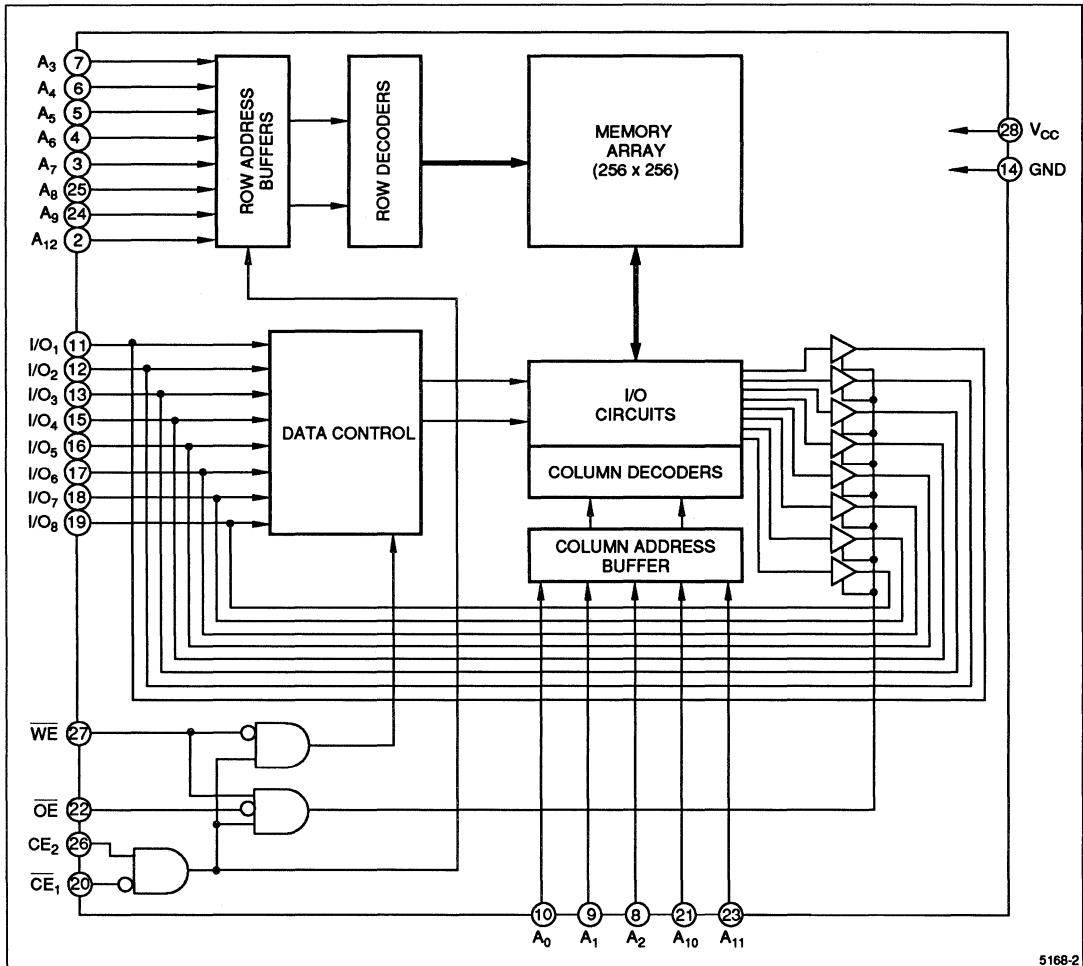 A3 7
A4 6
A5 5
A6 4
A7 3
A8 25
A9 24
A12 2
ROW ADDRESS
BUFFERS
ROW DECODERS
MEMORY
ARRAY
(256 x 256)
28 VCC
14 GND
I/O1 11
I/O2 12
I/O3 13
I/O4 15
I/O5 16
I/O6 17
I/O7 18
I/O8 19
DATA CONTROL
I/O
CIRCUITS
COLUMN DECODERS
COLUMN ADDRESS
BUFFER
W̅E̅ 27
O̅E̅ 22
CE2 26
C̅E̅1 20
10 9 8 21 23
A0 A1 A2 A10 A11
5168-2